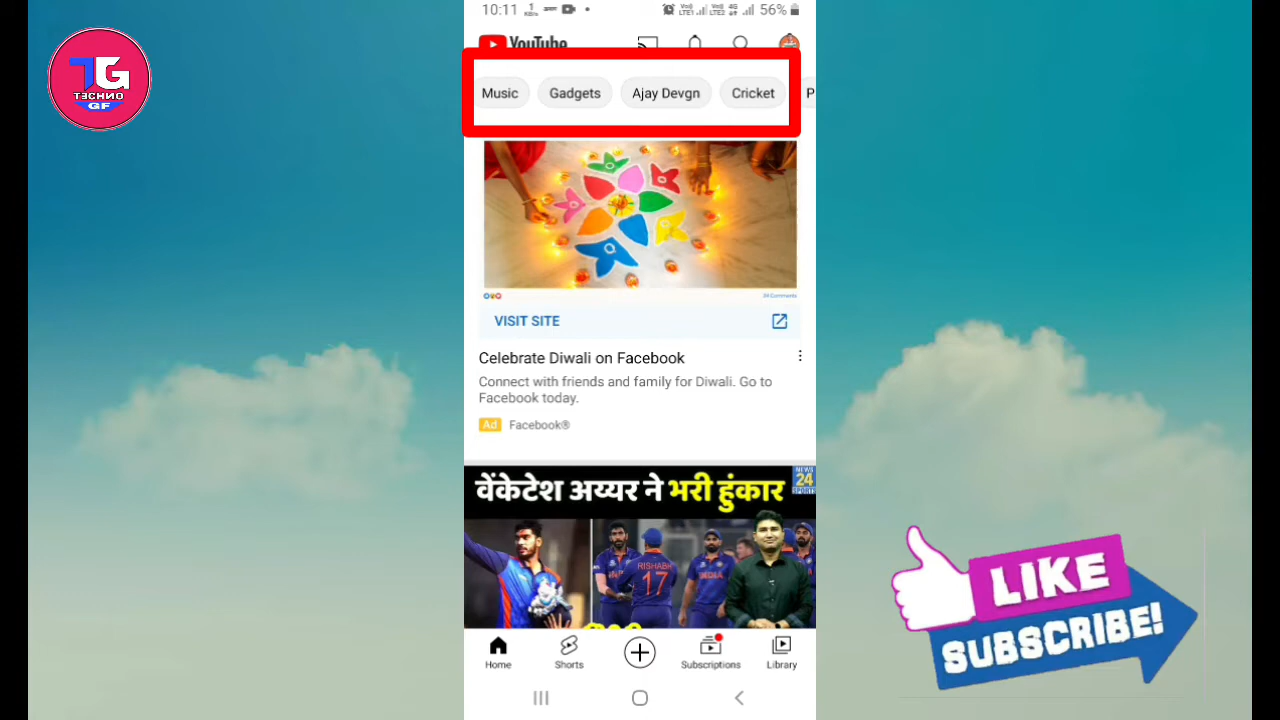 10:11
56%
TG
TECHNO
GF
YouTube
Music
Gadgets
Ajay Devgn
Cricket
P
VISIT SITE
Celebrate Diwali on Facebook
Connect with friends and family for Diwali. Go to
Facebook today.
Ad Facebook®
वेंकेटेश अय्यर ने भरी हुंकार
NEWS
24
SPORTS
RISHABH
17
INDIA
LIKE
SUBSCRIBE!
Home
Shorts
Subscriptions
Library